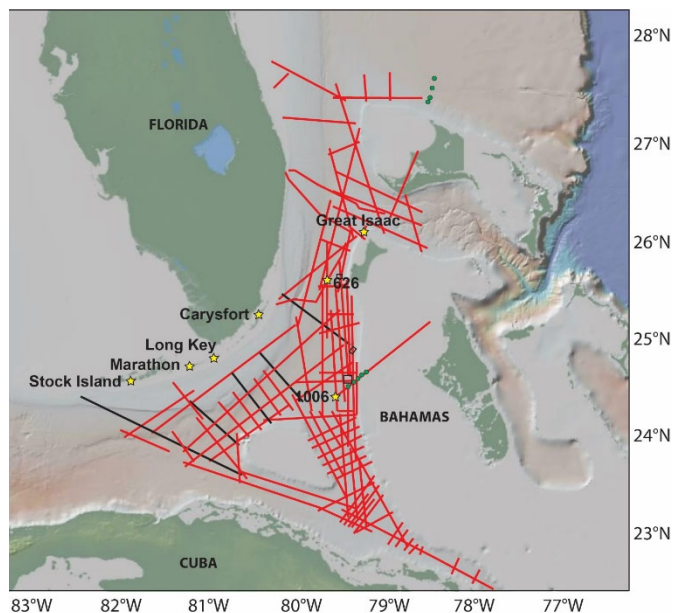 28°N
FLORIDA
27°N
Great Isaac
26°N
626
Carysfort
25°N
Long Key
Marathon
Stock Island
1006
BAHAMAS
24°N
23°N
CUBA
83°W 82°W 81°W 80°W 79°W 78°W 77°W